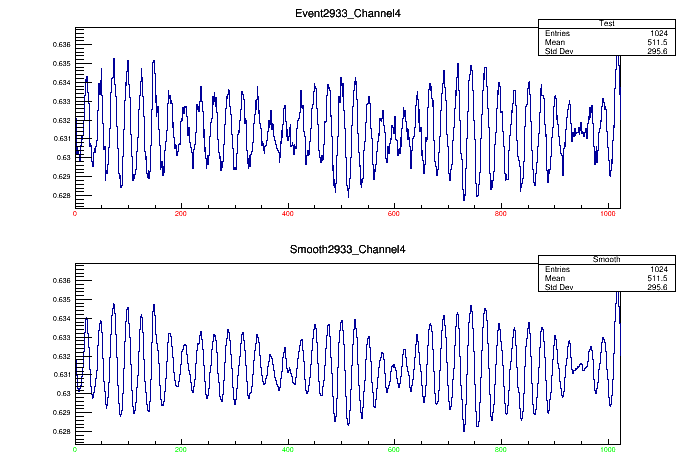 Event2933_Channel4
Test
Entries 1024
Mean 511.5
Std Dev 295.6
0.636
0.635
0.634
0.633
0.632
0.631
0.63
0.629
0.628
0 200 400 600 800 1000
Smooth2933_Channel4
Smooth
Entries 1024
Mean 511.5
Std Dev 295.6
0.636
0.635
0.634
0.633
0.632
0.631
0.63
0.629
0.628
0 200 400 600 800 1000